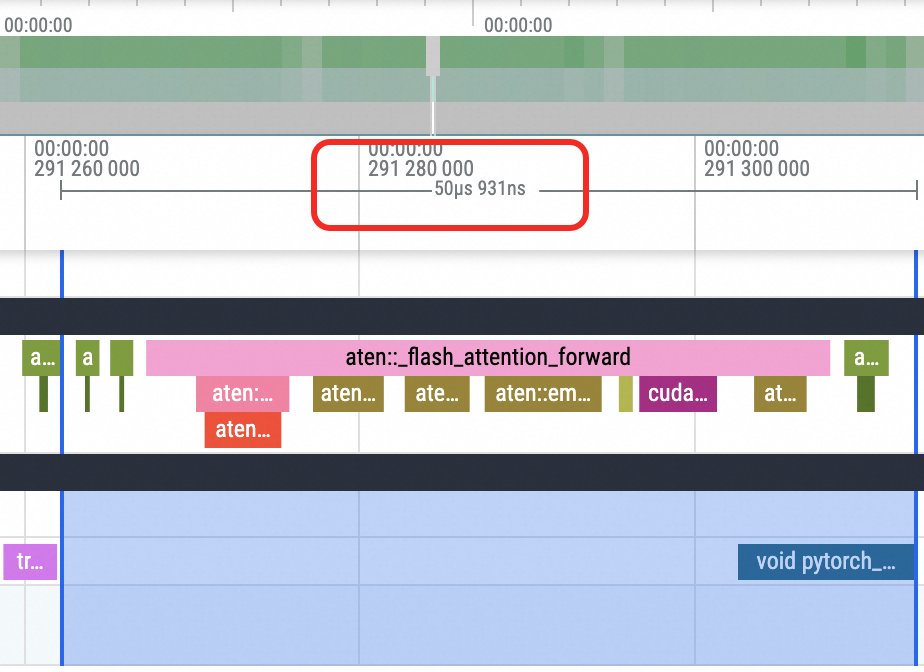 00:00:00 00:00:00
00:00:00 00:00:00 00:00:00
291 260 000 291 280 000 291 300 000
50µs 931ns
a... a aten::_flash_attention_forward a...
aten:... aten... ate... aten::em... cuda... at...
aten...
tr... void pytorch_...